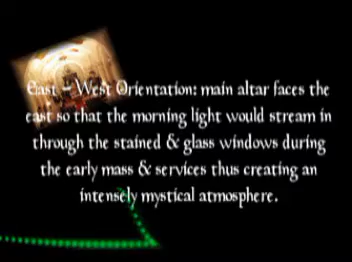 East – West Orientation: main altar faces the
east so that the morning light would stream in
through the stained & glass windows during
the early mass & services thus creating an
intensely mystical atmosphere.